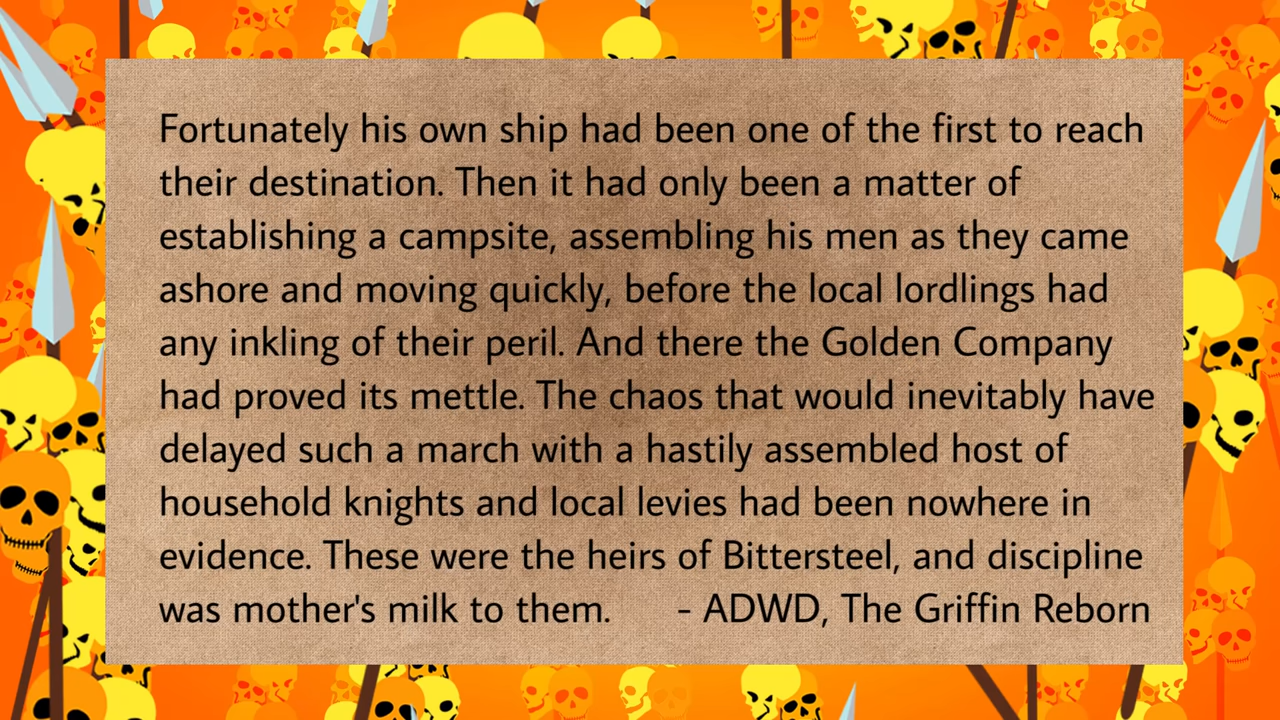 Fortunately his own ship had been one of the first to reach
their destination. Then it had only been a matter of
establishing a campsite, assembling his men as they came
ashore and moving quickly, before the local lordlings had
any inkling of their peril. And there the Golden Company
had proved its mettle. The chaos that would inevitably have
delayed such a march with a hastily assembled host of
household knights and local levies had been nowhere in
evidence. These were the heirs of Bittersteel, and discipline
was mother's milk to them. - ADWD, The Griffin Reborn